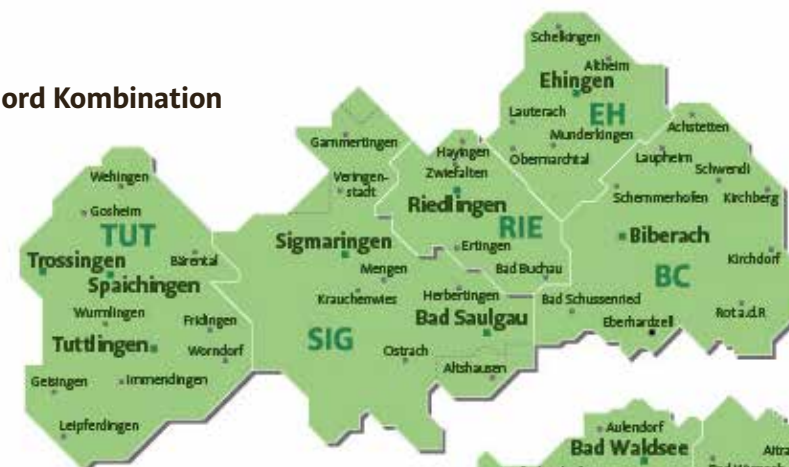 ord Kombination
Schelkingen
Altheim
Ehingen
Lauterach
EH
Munderkingen
Obermarchtal
Achstetten
Laupheim
Schwendi
Schemmerhofen
Kirchberg
Biberach
BC
Kirchdorf
Bad Schussenried
Eberhardzell
Rot a.d.R
Gammertingen
Veringen-
stadt
Hayingen
Zwiefalten
Riedlingen
RIE
Ertingen
Bad Buchau
Sigmaringen
Mengen
Krauchenwies
Herbertingen
Bad Saulgau
SIG
Ostrach
Altshausen
Wehingen
Gosheim
TUT
Trossingen
Bärental
Spaichingen
Wurmlingen
Fridingen
Tuttlingen
Worndorf
Geisingen
Immendingen
Leipferdingen
Aulendorf
Bad Waldsee
Aitra